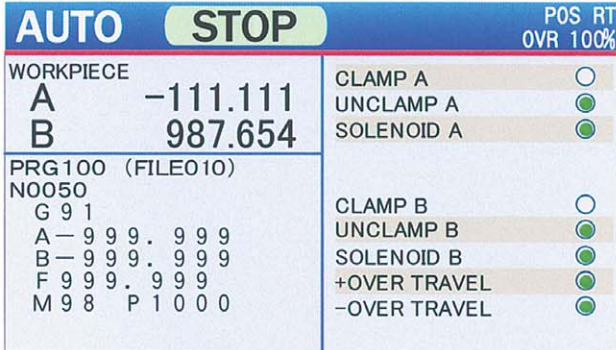 AUTO STOP POS RT
OVR 100%
WORKPIECE
A -111.111
B 987.654
PRG100 (FILE010)
N0050
G91
A-999.999
B-999.999
F999.999
M98 P1000
CLAMP A
UNCLAMP A
SOLENOID A
CLAMP B
UNCLAMP B
SOLENOID B
+OVER TRAVEL
-OVER TRAVEL